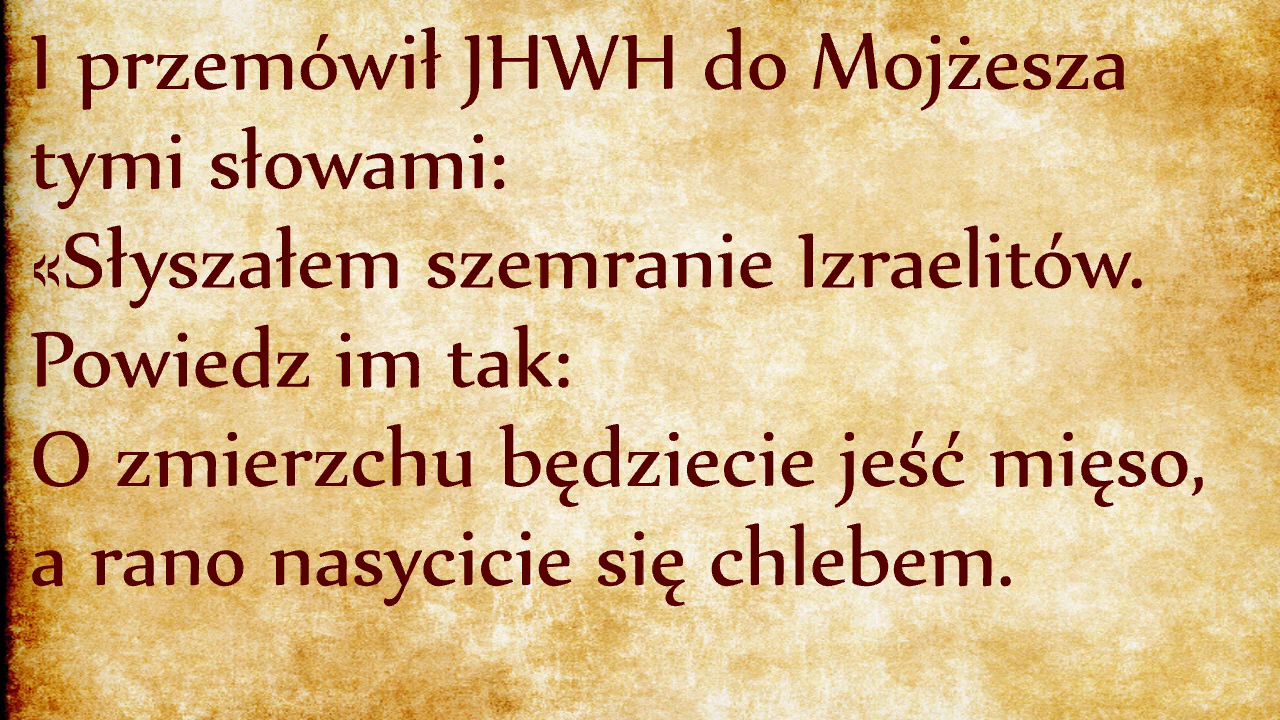 I przemówił JHWH do Mojżesza
tymi słowami:
«Słyszałem szemranie Izraelitów.
Powiedz im tak:
O zmierzchu będziecie jeść mięso,
a rano nasycicie się chlebem.